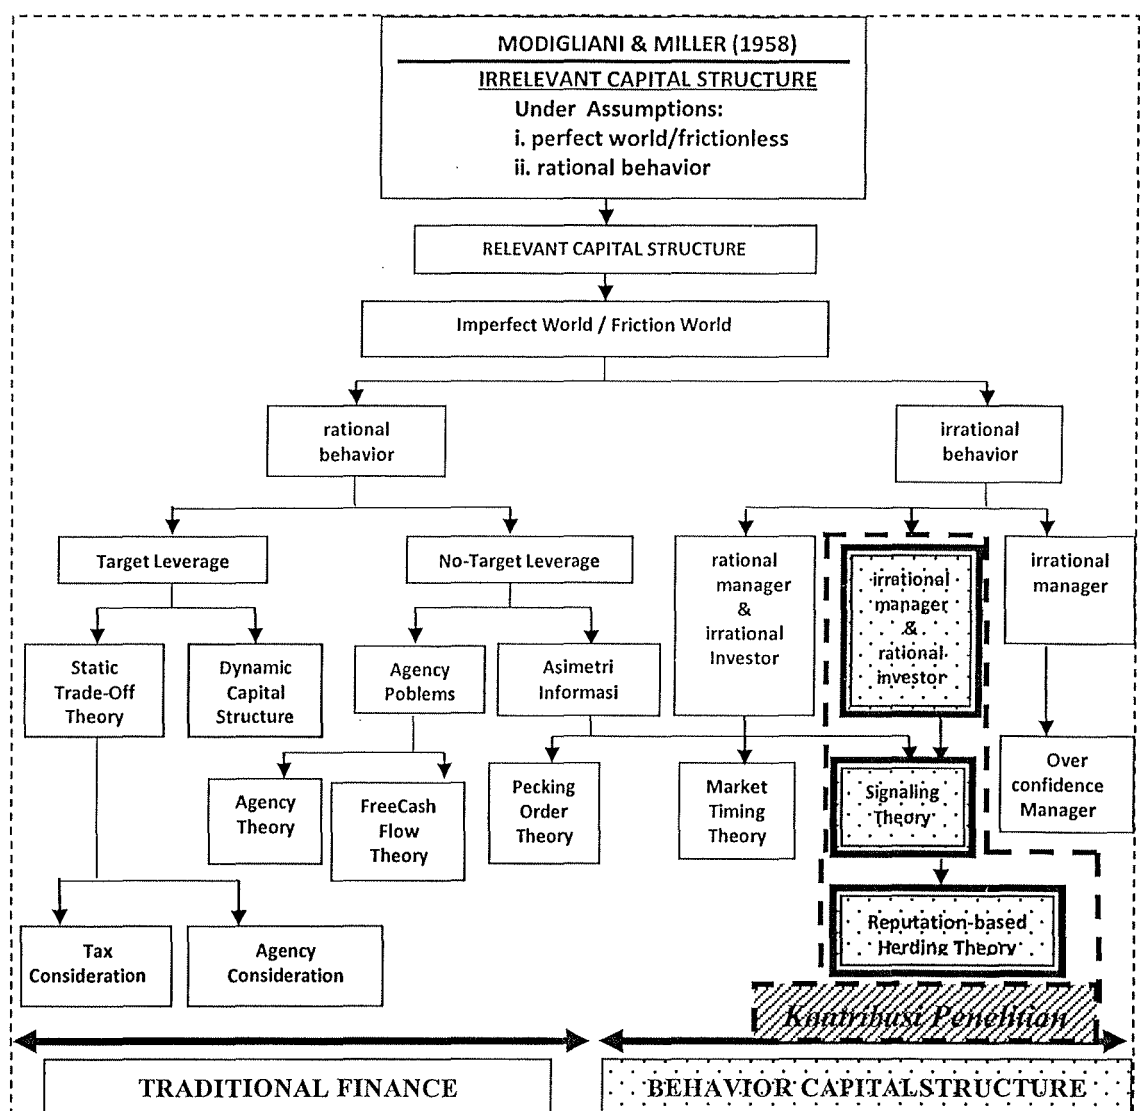 MODIGLIANI & MILLER (1958)
IRRELEVANT CAPITAL STRUCTURE
Under Assumptions:
i. perfect world/frictionless
ii. rational behavior
RELEVANT CAPITAL STRUCTURE
Imperfect World / Friction World
rational
behavior
irrational
behavior
Target Leverage
No-Target Leverage
rational
manager
&
irrational
Investor
irrational
manager
&
rational
investor
irrational
manager
Static
Trade-Off
Theory
Dynamic
Capital
Structure
Agency
Poblems
Asimetri
Informasi
Agency
Theory
FreeCash
Flow
Theory
Pecking
Order
Theory
Market
Timing
Theory
Signaling
Theory
Over
confidence
Manager
Tax
Consideration
Agency
Consideration
Reputation-based
Herding Theory
Kontribusi Penelitian
TRADITIONAL FINANCE
BEHAVIOR CAPITALSTRUCTURE